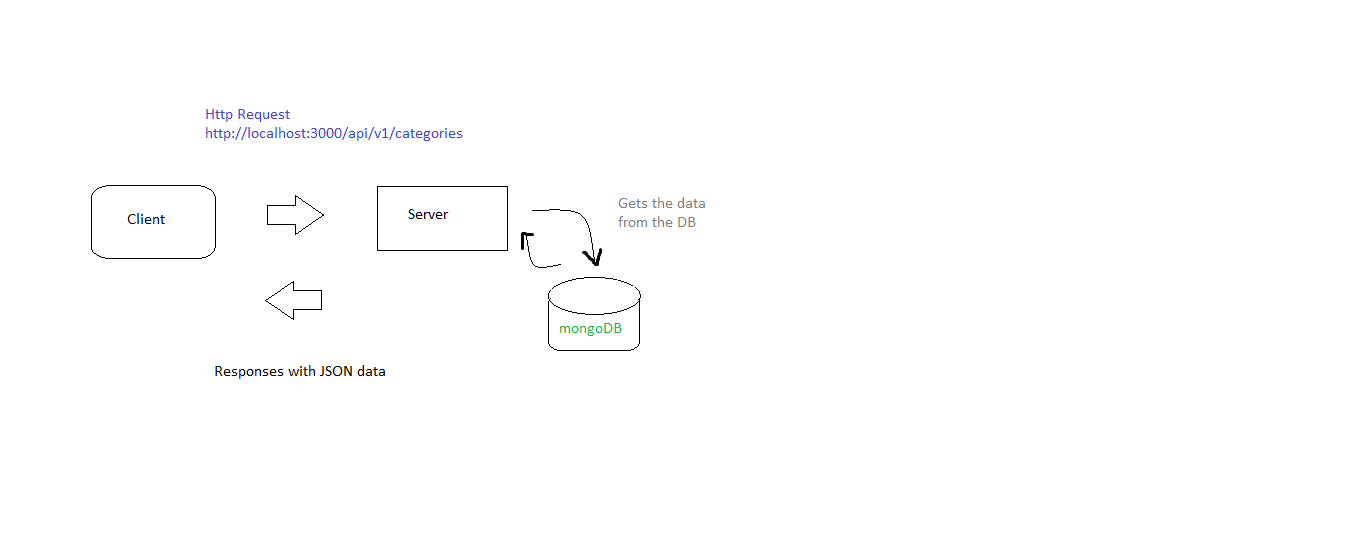 Http Request
http://localhost:3000/api/v1/categories
Client
Server
Gets the data
from the DB
mongoDB
Responses with JSON data